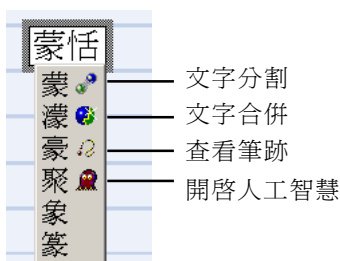 蒙恬
蒙 文字分割
濛 文字合併
豪 查看筆跡
聚 開啓人工智慧
象
篆